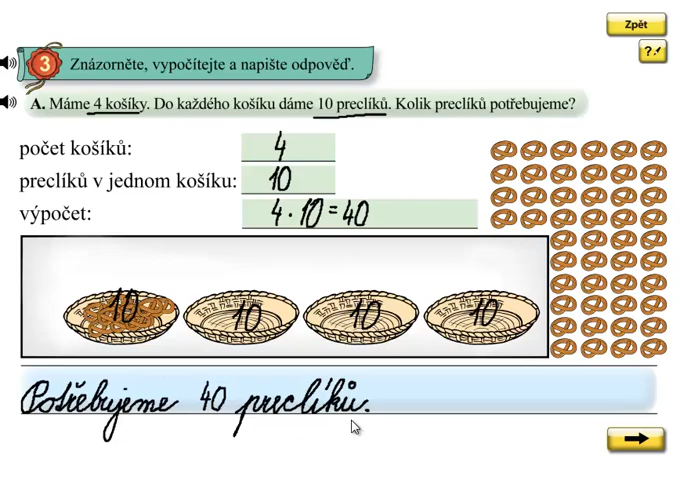 Zpět
?
3 Znázorněte, vypočítejte a napište odpověď.
A. Máme 4 košíky. Do každého košíku dáme 10 preclíků. Kolik preclíků potřebujeme?
počet košíků: 4
preclíků v jednom košíku: 10
výpočet: 4 · 10 = 40
10 10 10 10
Potřebujeme 40 preclíků.